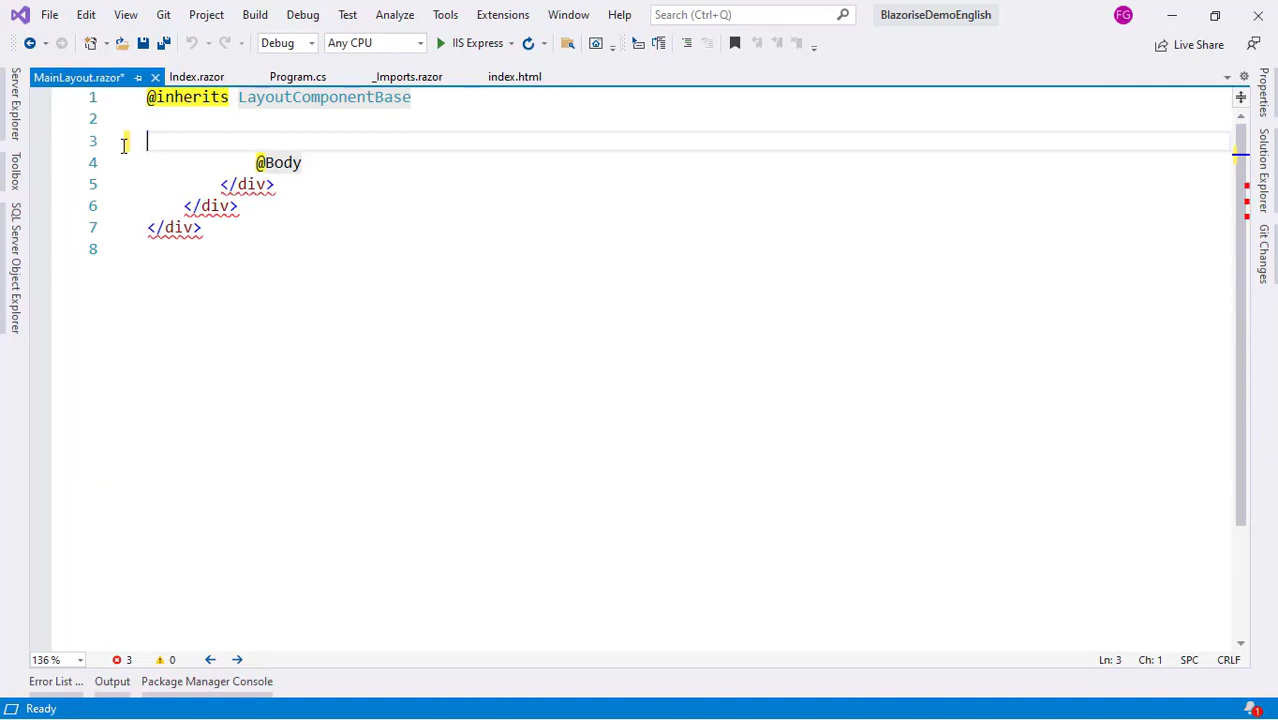 File Edit View Git Project Build Debug Test Analyze Tools Extensions Window Help Search (Ctrl+Q) BlazoriseDemoEnglish FG
Debug Any CPU IIS Express Live Share
MainLayout.razor* Index.razor Program.cs _Imports.razor index.html
Server Explorer
Toolbox
SQL Server Object Explorer
1 @inherits LayoutComponentBase
2
3
4 @Body
5 </div>
6 </div>
7 </div>
8
Properties
Solution Explorer
Git Changes
136 % 3 0 Ln: 3 Ch: 1 SPC CRLF
Error List ... Output Package Manager Console
Ready 1